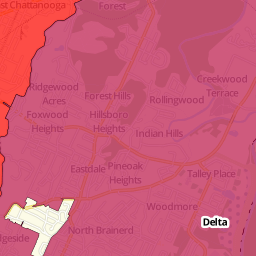 st Chattanooga
Forest
Creekwood
Terrace
Ridgewood
Acres
Forest Hills
Rollingwood
Foxwood
Heights
Hillsboro
Heights
Indian Hills
Eastdale
Pineoak
Heights
Talley Place
Woodmore
Delta
North Brainerd
dgeside